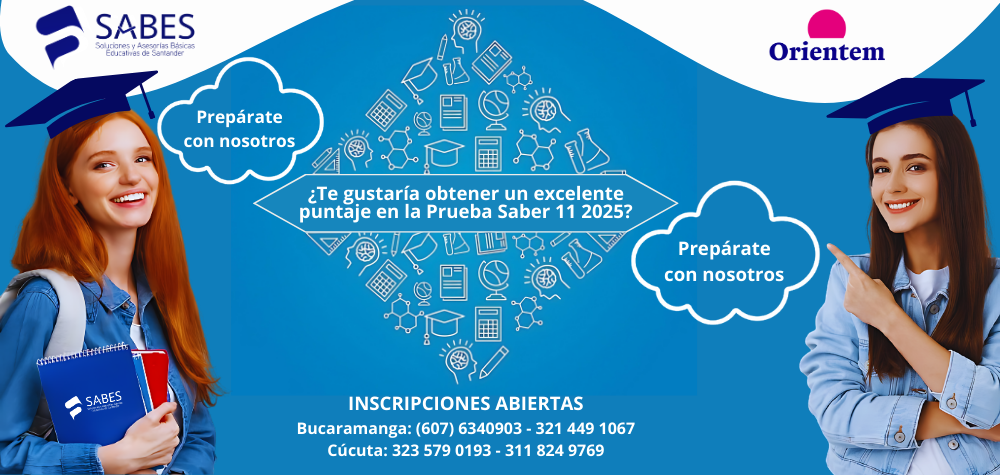 SABES
Soluciones y Asesorías Básicas
Educativas de Santander
Orientem
Prepárate
con nosotros
¿Te gustaría obtener un excelente
puntaje en la Prueba Saber 11 2025?
Prepárate
con nosotros
SABES
INSCRIPCIONES ABIERTAS
Bucaramanga: (607) 6340903 - 321 449 1067
Cúcuta: 323 579 0193 - 311 824 9769